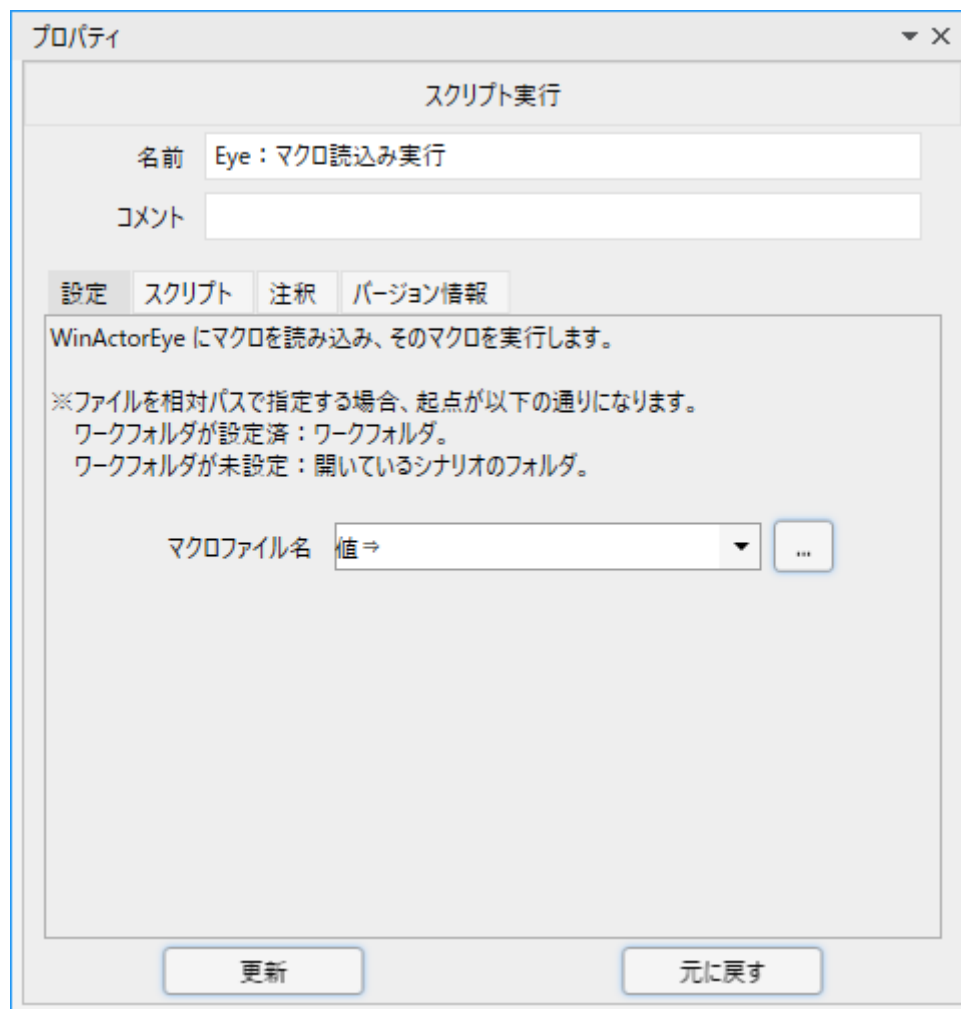 プロパティ
スクリプト実行
名前 Eye：マクロ読込み実行
コメント
設定 スクリプト 注釈 バージョン情報
WinActorEye にマクロを読み込み、そのマクロを実行します。
※ファイルを相対パスで指定する場合、起点が以下の通りになります。
ワークフォルダが設定済：ワークフォルダ。
ワークフォルダが未設定：開いているシナリオのフォルダ。
マクロファイル名 値⇒ ...
更新 元に戻す